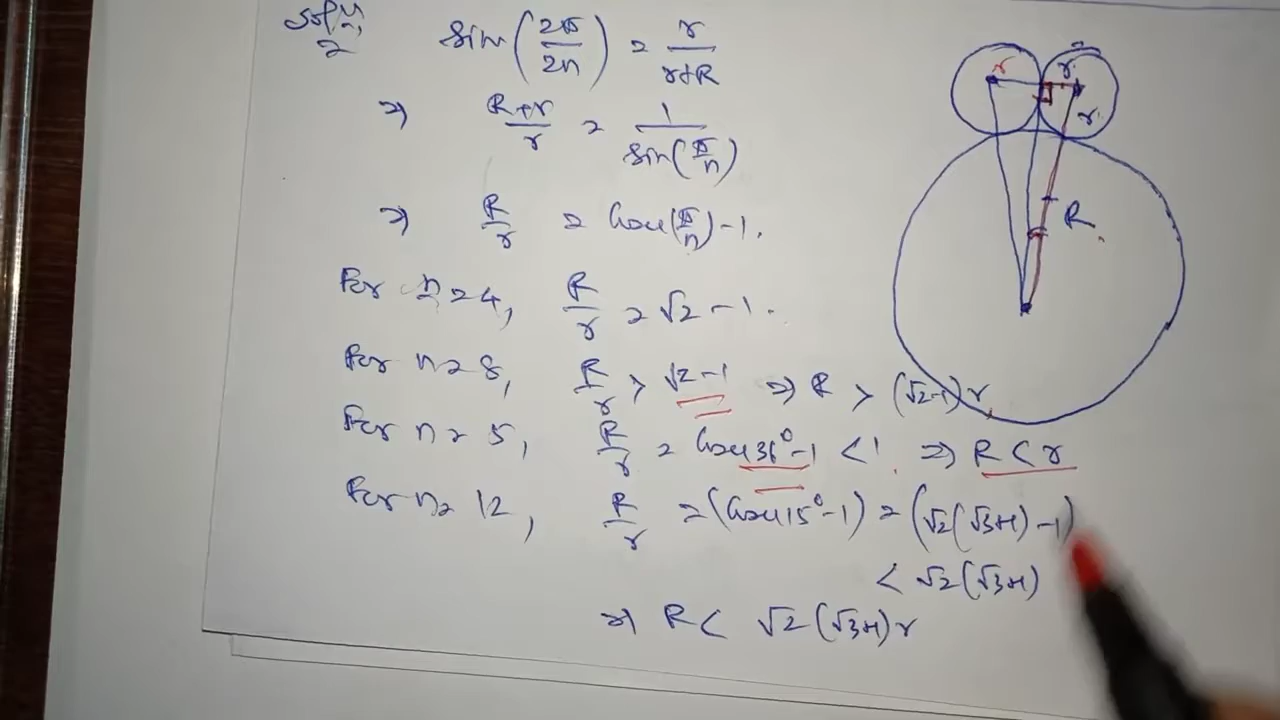 Solu:
sin(2π/2n) = r/(r+R)
⇒ (R+r)/r = 1/sin(π/n)
⇒ R/r = Cosec(π/n) - 1.
For n = 4, R/r = √2 - 1.
For n = 8, R/r > √2 - 1 ⇒ R > (√2-1)r
For n = 5, R/r = Cosec 36° - 1 < 1 ⇒ R < r
For n = 12, R/r = (Cosec 15° - 1) = (√2(√3+1) - 1)
< √2(√3+1)
⇒ R < √2(√3+1)r
r
r
r
R